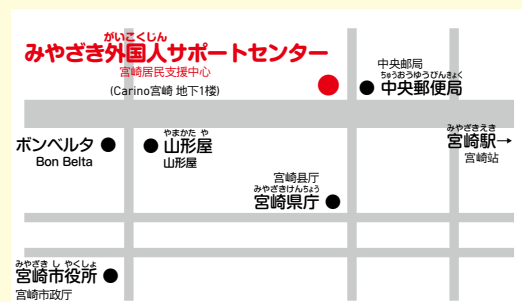 がいこくじん
みやざき外国人サポートセンター
宮崎居民支援中心
(Carino宮崎 地下1楼)
中央邮局
ちゅうおうゆうびんきょく
中央郵便局
ボンベルタ
Bon Belta
やまかた や
山形屋
山形屋
みやざきえき
宮崎駅→
宮崎站
宮崎县厅
みやざきけんちょう
宮崎県庁
みやざき し やくしょ
宮崎市役所
宮崎市政厅